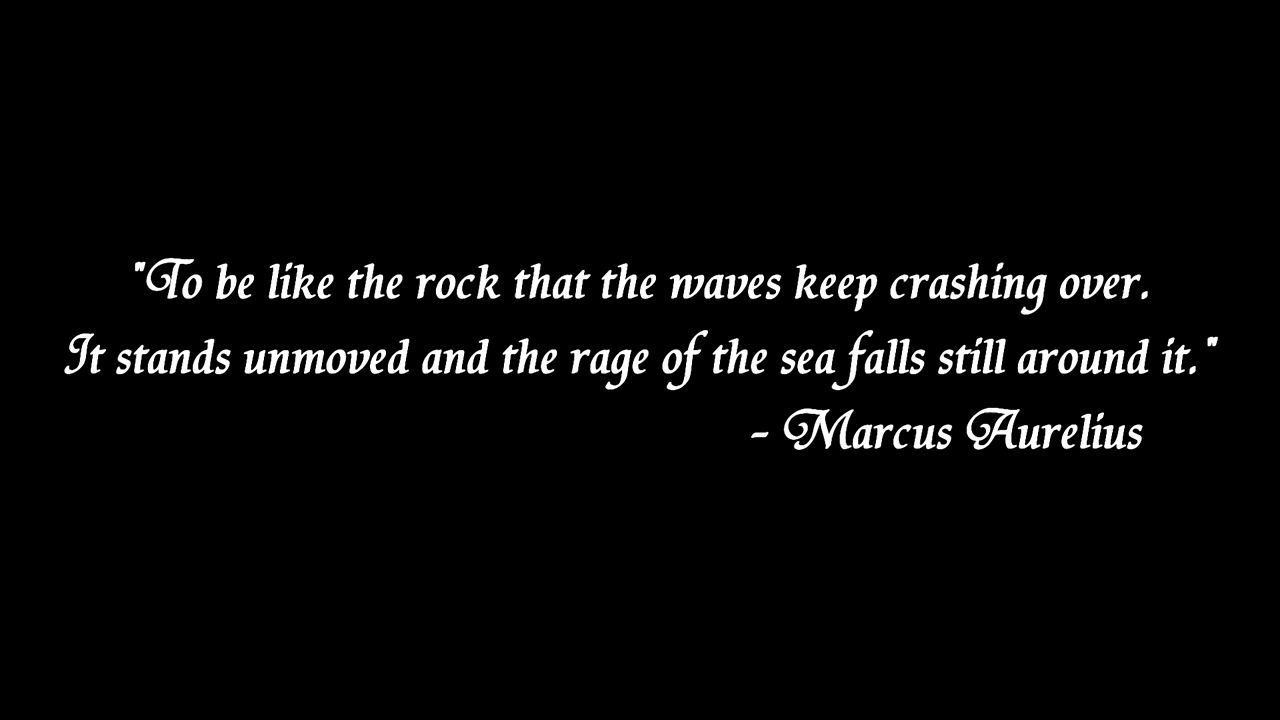 "To be like the rock that the waves keep crashing over.
It stands unmoved and the rage of the sea falls still around it."
- Marcus Aurelius